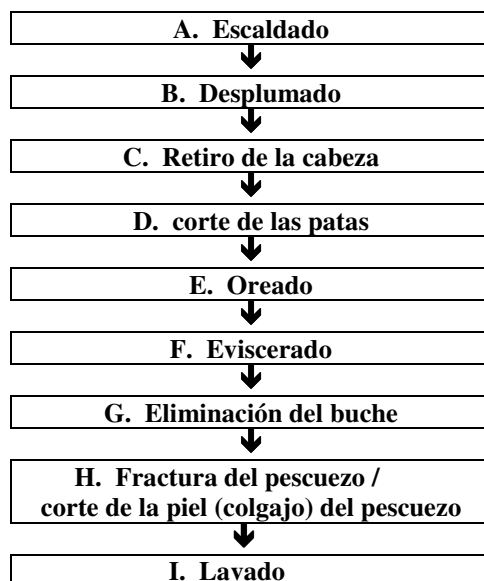 A. Escaldado
B. Desplumado
C. Retiro de la cabeza
D. corte de las patas
E. Oreado
F. Eviscerado
G. Eliminación del buche
H. Fractura del pescuezo /
corte de la piel (colgajo) del pescuezo
I. Lavado